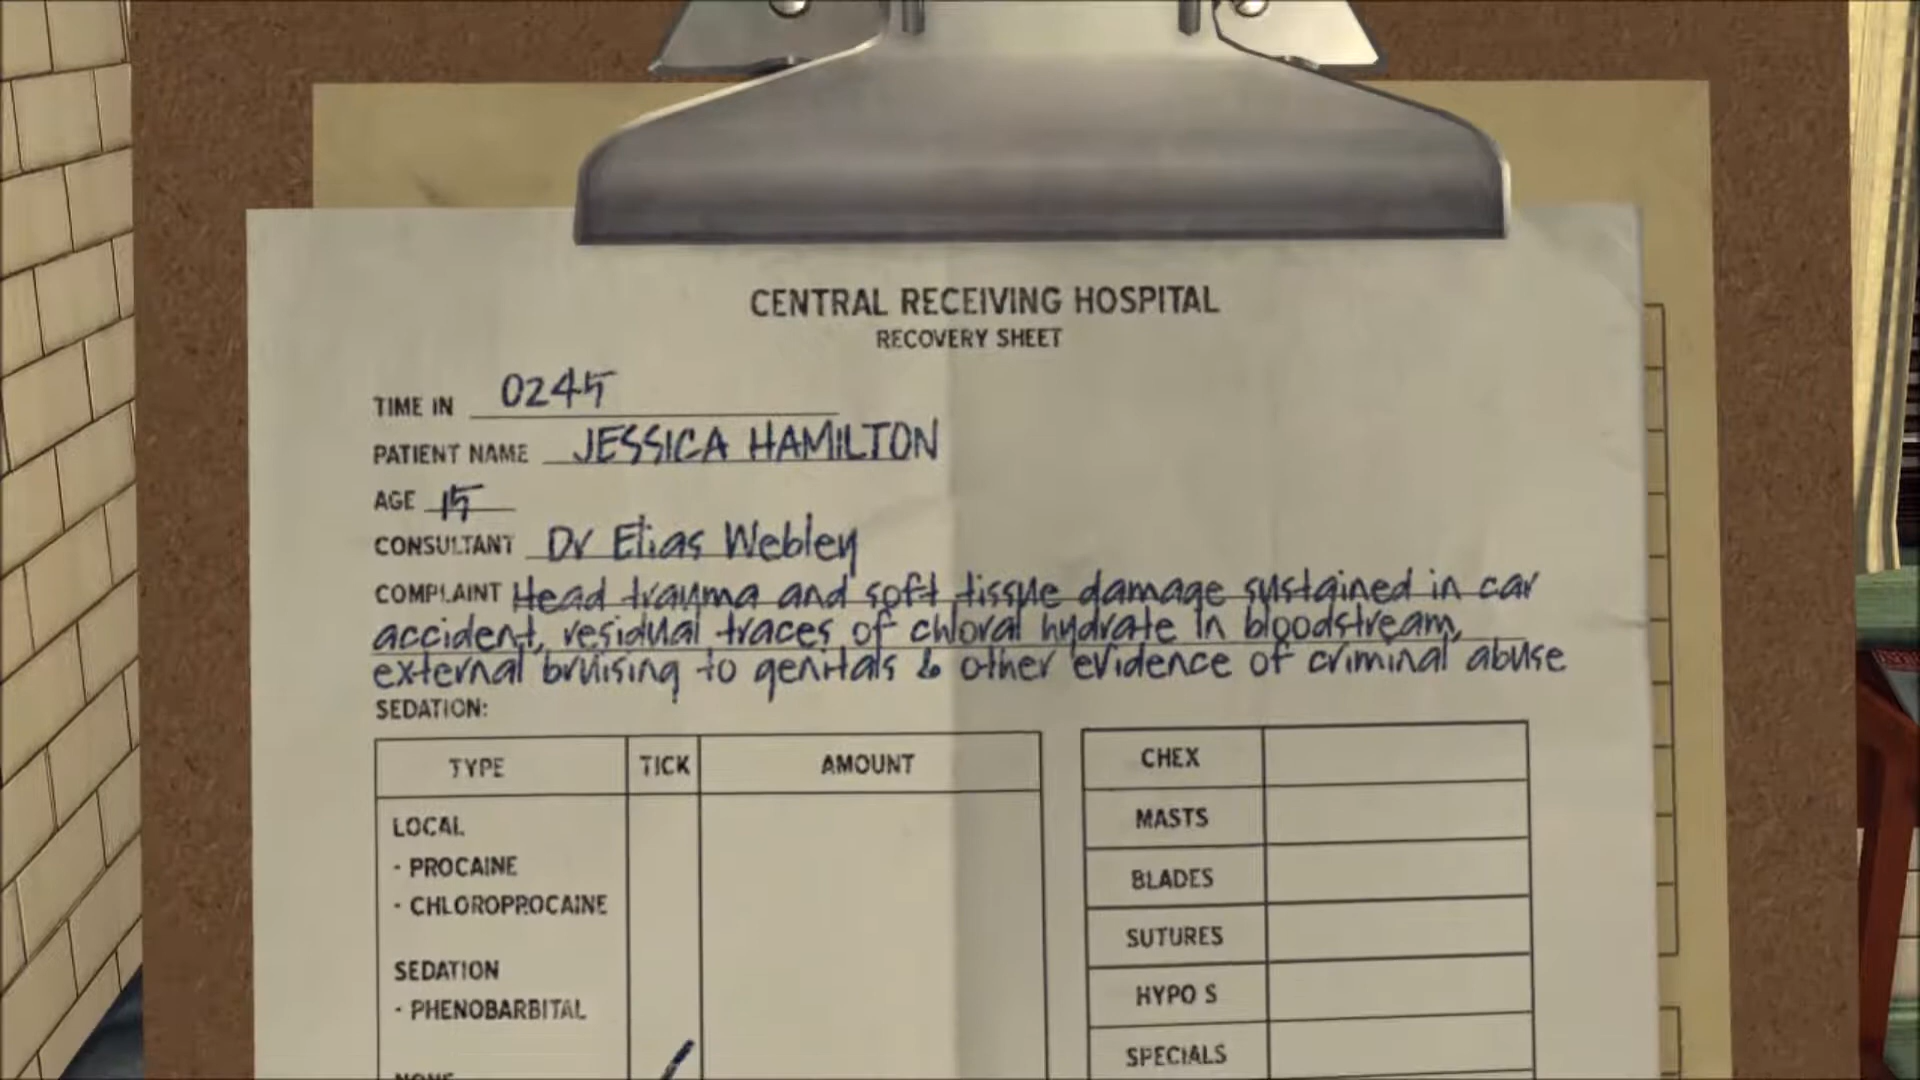 CENTRAL RECEIVING HOSPITAL
RECOVERY SHEET
TIME IN 0245
PATIENT NAME JESSICA HAMILTON
AGE 15
CONSULTANT Dr Elias Webley
COMPLAINT Head trauma and soft tissue damage sustained in car
accident, residual traces of chloral hydrate in bloodstream,
external bruising to genitals & other evidence of criminal abuse
SEDATION:
TYPE TICK AMOUNT
LOCAL
- PROCAINE
- CHLOROPROCAINE
SEDATION
- PHENOBARBITAL
NONE
CHEX
MASTS
BLADES
SUTURES
HYPO S
SPECIALS